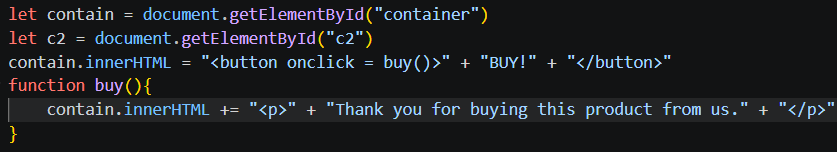 let contain = document.getElementById("container")
let c2 = document.getElementById("c2")
contain.innerHTML = "<button onclick = buy()>" + "BUY!" + "</button>"
function buy(){
    contain.innerHTML += "<p>" + "Thank you for buying this product from us." + "</p>"
}